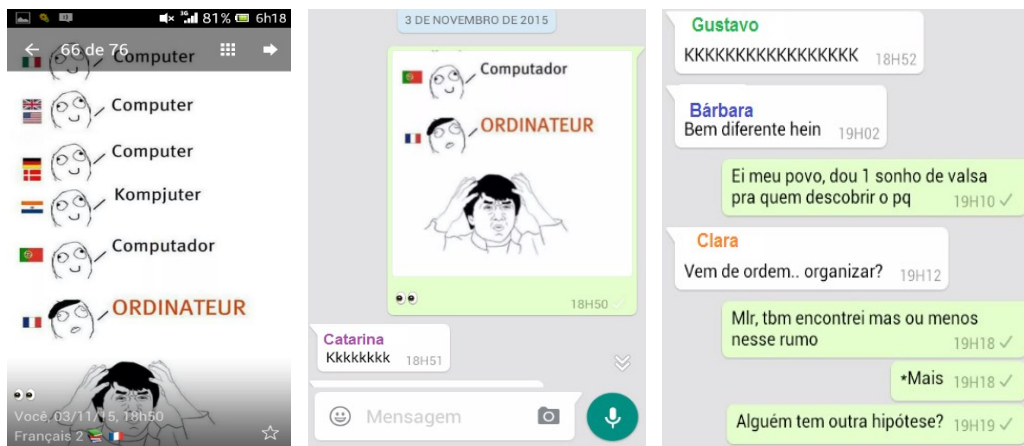 81% 6h18
66 de 76
Computer
Computer
Computer
Kompjuter
Computador
ORDINATEUR
Você, 03/11/15, 18h50
Français 2
3 DE NOVEMBRO DE 2015
Computador
ORDINATEUR
18H50
Catarina
Kkkkkkkk 18H51
Mensagem
Gustavo
KKKKKKKKKKKKKKKKK 18H52
Bárbara
Bem diferente hein 19H02
Ei meu povo, dou 1 sonho de valsa
pra quem descobrir o pq 19H10
Clara
Vem de ordem.. organizar? 19H12
Mlr, tbm encontrei mas ou menos
nesse rumo 19H18
*Mais 19H18
Alguém tem outra hipótese? 19H19